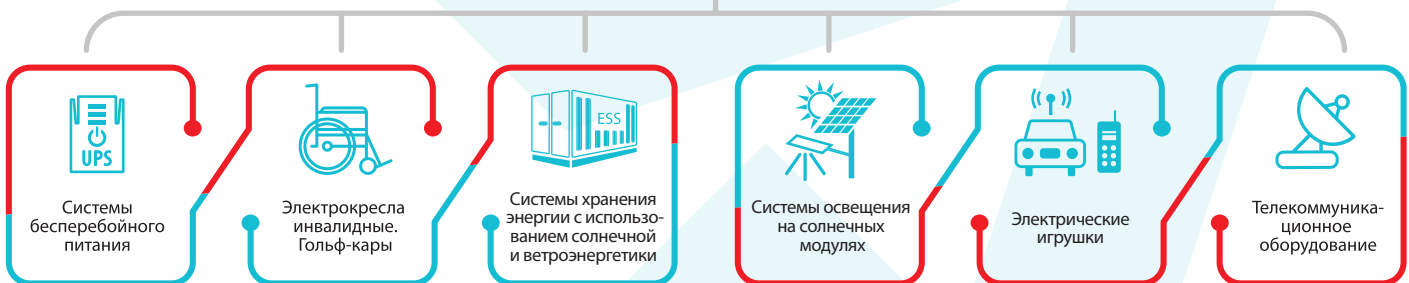 UPS
Системы
бесперебойного
питания
Электрокресла
инвалидные.
Гольф-кары
ESS
Системы хранения
энергии с использо-
ванием солнечной
и ветроэнергетики
Системы освещения
на солнечных
модулях
Электрические
игрушки
Телекоммуника-
ционное
оборудование